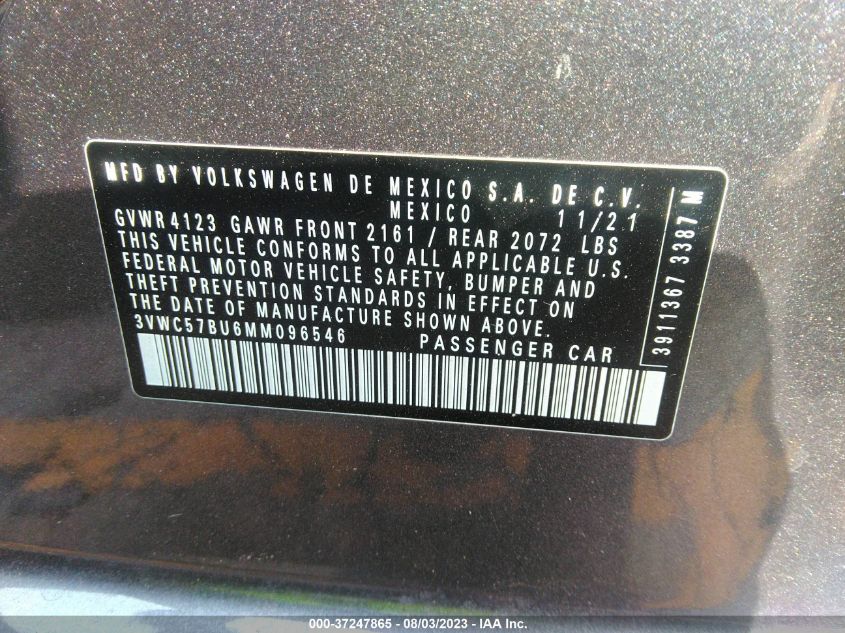 MFD BY VOLKSWAGEN DE MEXICO S.A. DE C.V.
MEXICO 11/21
GVWR 4123 GAWR FRONT 2161 / REAR 2072 LBS
THIS VEHICLE CONFORMS TO ALL APPLICABLE U.S.
FEDERAL MOTOR VEHICLE SAFETY, BUMPER AND
THEFT PREVENTION STANDARDS IN EFFECT ON
THE DATE OF MANUFACTURE SHOWN ABOVE.
3VWC57BU6MM096546 PASSENGER CAR
3911367 3387 M
000-37247865 - 08/03/2023 - IAA Inc.